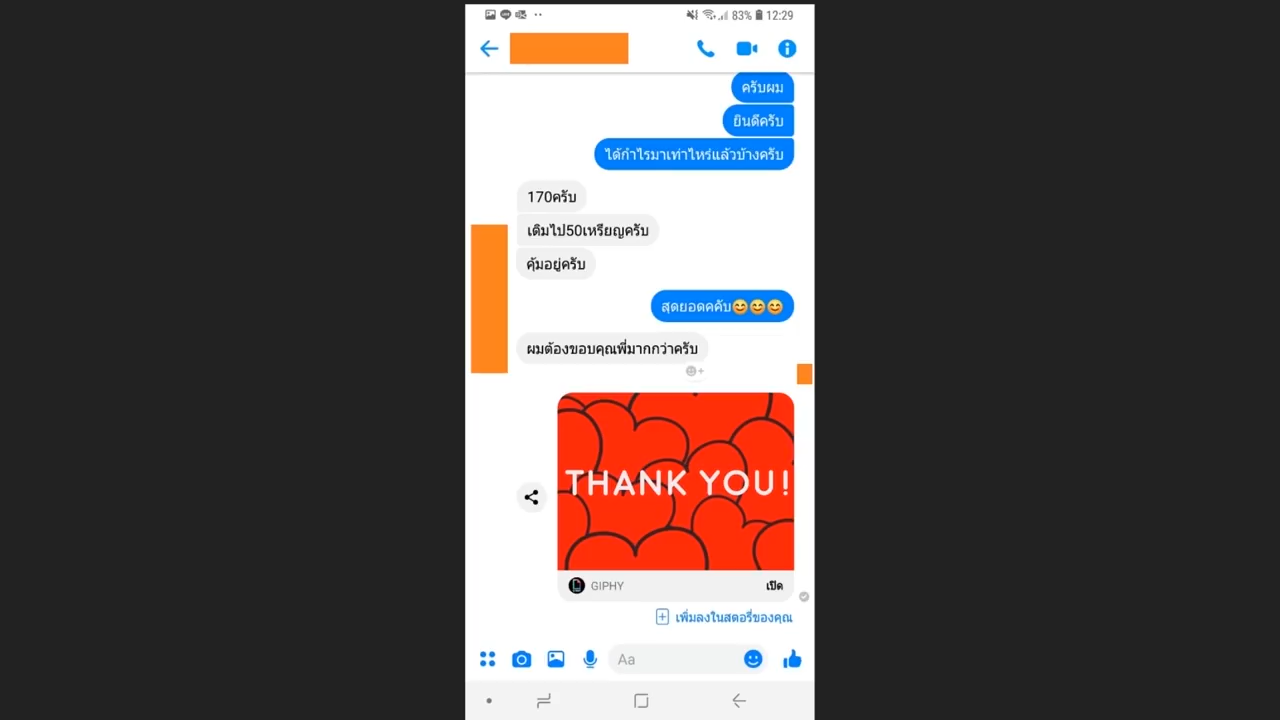 83% 12:29
ครับผม
ยินดีครับ
ได้กำไรมาเท่าไหร่แล้วบ้างครับ
170ครับ
เติมไป50เหรียญครับ
คุ้มอยู่ครับ
สุดยอดคคับ😊😊😊
ผมต้องขอบคุณพี่มากกว่าครับ
THANK YOU!
GIPHY เปิด
เพิ่มลงในสตอรี่ของคุณ
Aa